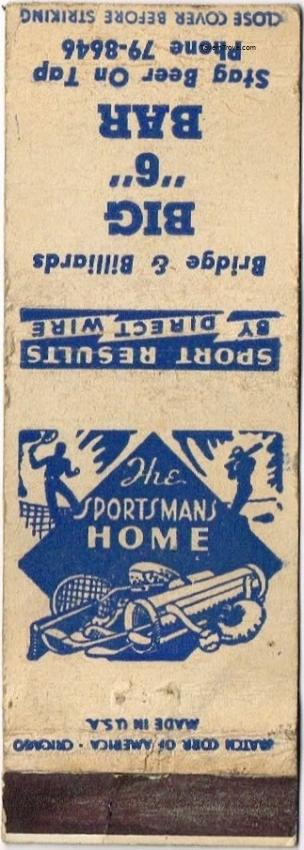 The
SPORTSMANS
HOME
MATCH CORP. OF AMERICA • CHICAGO
MADE IN U.S.A.
SPORT RESULTS
BY DIRECT WIRE
Bridge & Billiards
BIG
"6"
BAR
Stag Beer On Tap
Phone 79-8646
CLOSE COVER BEFORE STRIKING